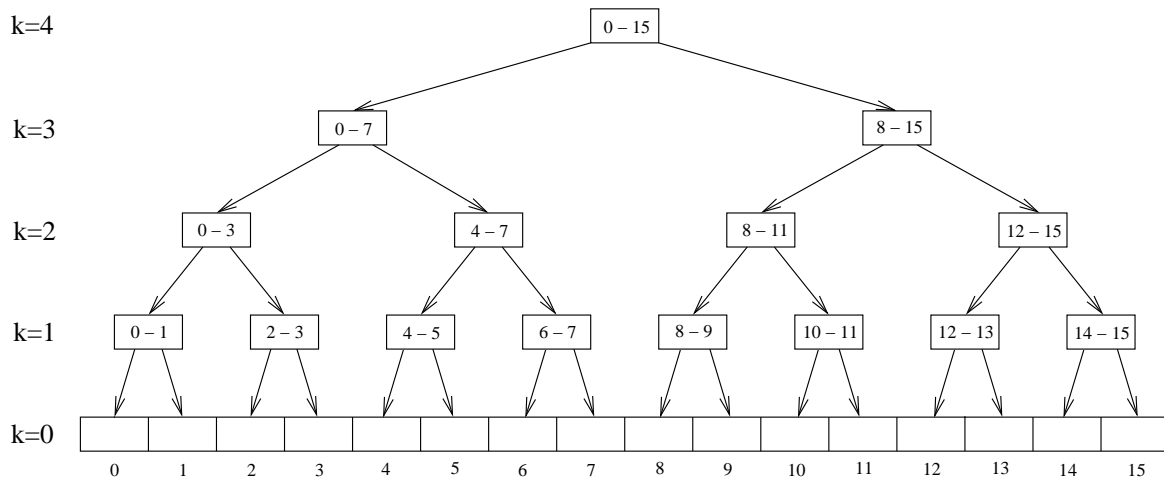 k=4 0 – 15
k=3 0 – 7 8 – 15
k=2 0 – 3 4 – 7 8 – 11 12 – 15
k=1 0 – 1 2 – 3 4 – 5 6 – 7 8 – 9 10 – 11 12 – 13 14 – 15
k=0
0 1 2 3 4 5 6 7 8 9 10 11 12 13 14 15